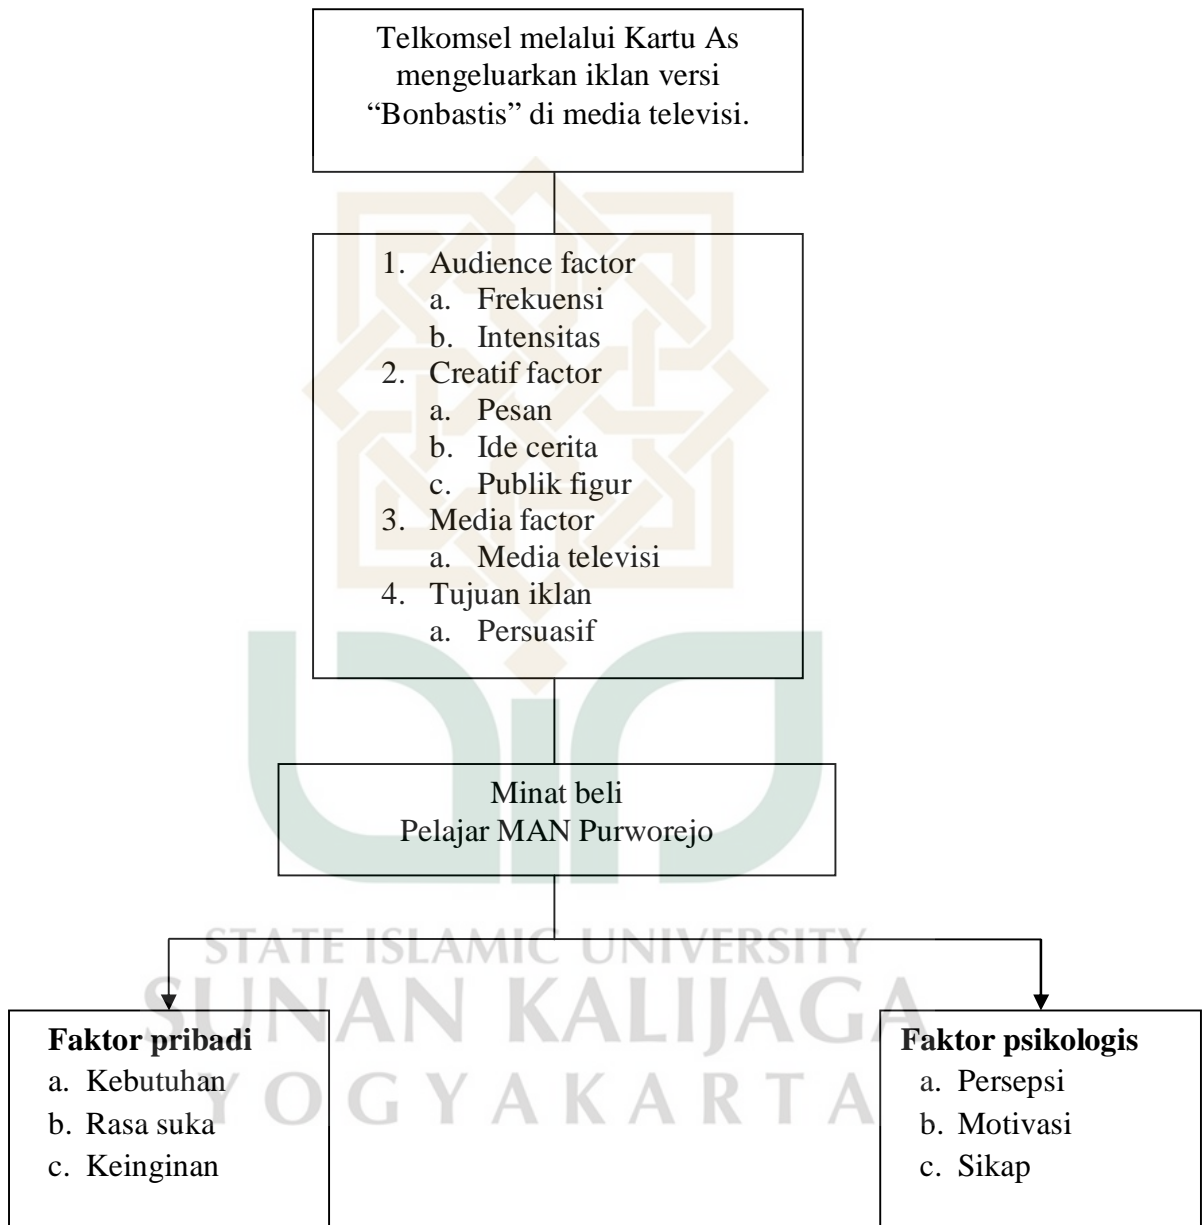 Telkomsel melalui Kartu As
mengeluarkan iklan versi
“Bonbastis” di media televisi.
1. Audience factor
a. Frekuensi
b. Intensitas
2. Creatif factor
a. Pesan
b. Ide cerita
c. Publik figur
3. Media factor
a. Media televisi
4. Tujuan iklan
a. Persuasif
Minat beli
Pelajar MAN Purworejo
STATE ISLAMIC UNIVERSITY
SUNAN KALIJAGA
YOGYAKARTA
Faktor pribadi
a. Kebutuhan
b. Rasa suka
c. Keinginan
Faktor psikologis
a. Persepsi
b. Motivasi
c. Sikap